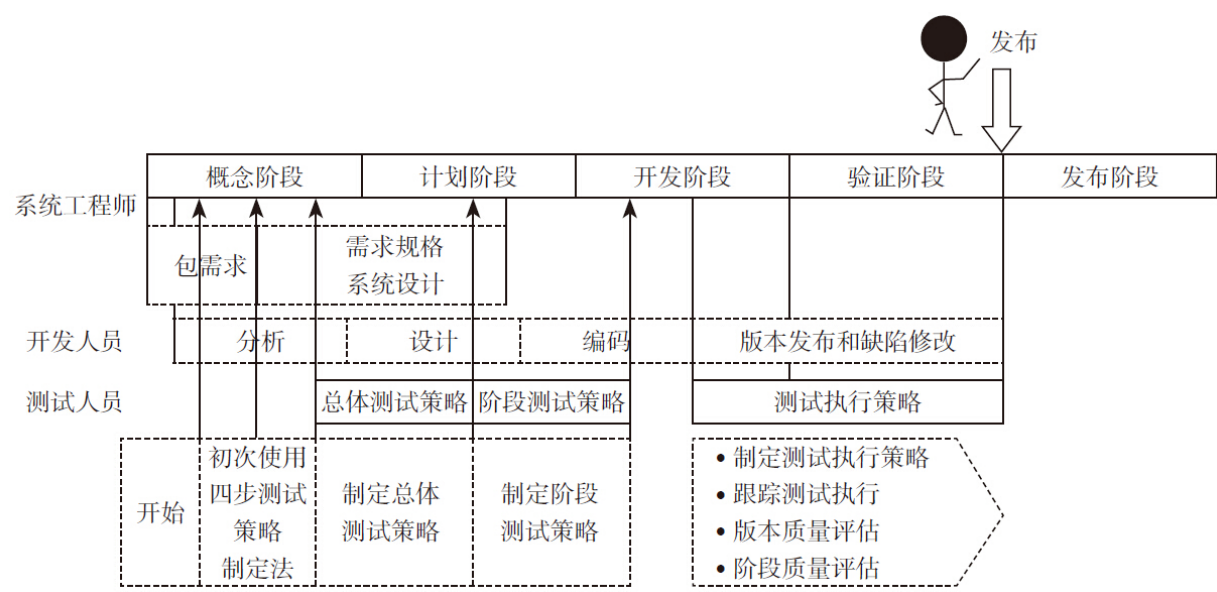 发布
概念阶段
计划阶段
开发阶段
验证阶段
发布阶段
系统工程师
包需求
需求规格
系统设计
开发人员
分析
设计
编码
版本发布和缺陷修改
测试人员
总体测试策略
阶段测试策略
测试执行策略
开始
初次使用
四步测试
策略
制定法
制定总体
测试策略
制定阶段
测试策略
• 制定测试执行策略
• 跟踪测试执行
• 版本质量评估
• 阶段质量评估